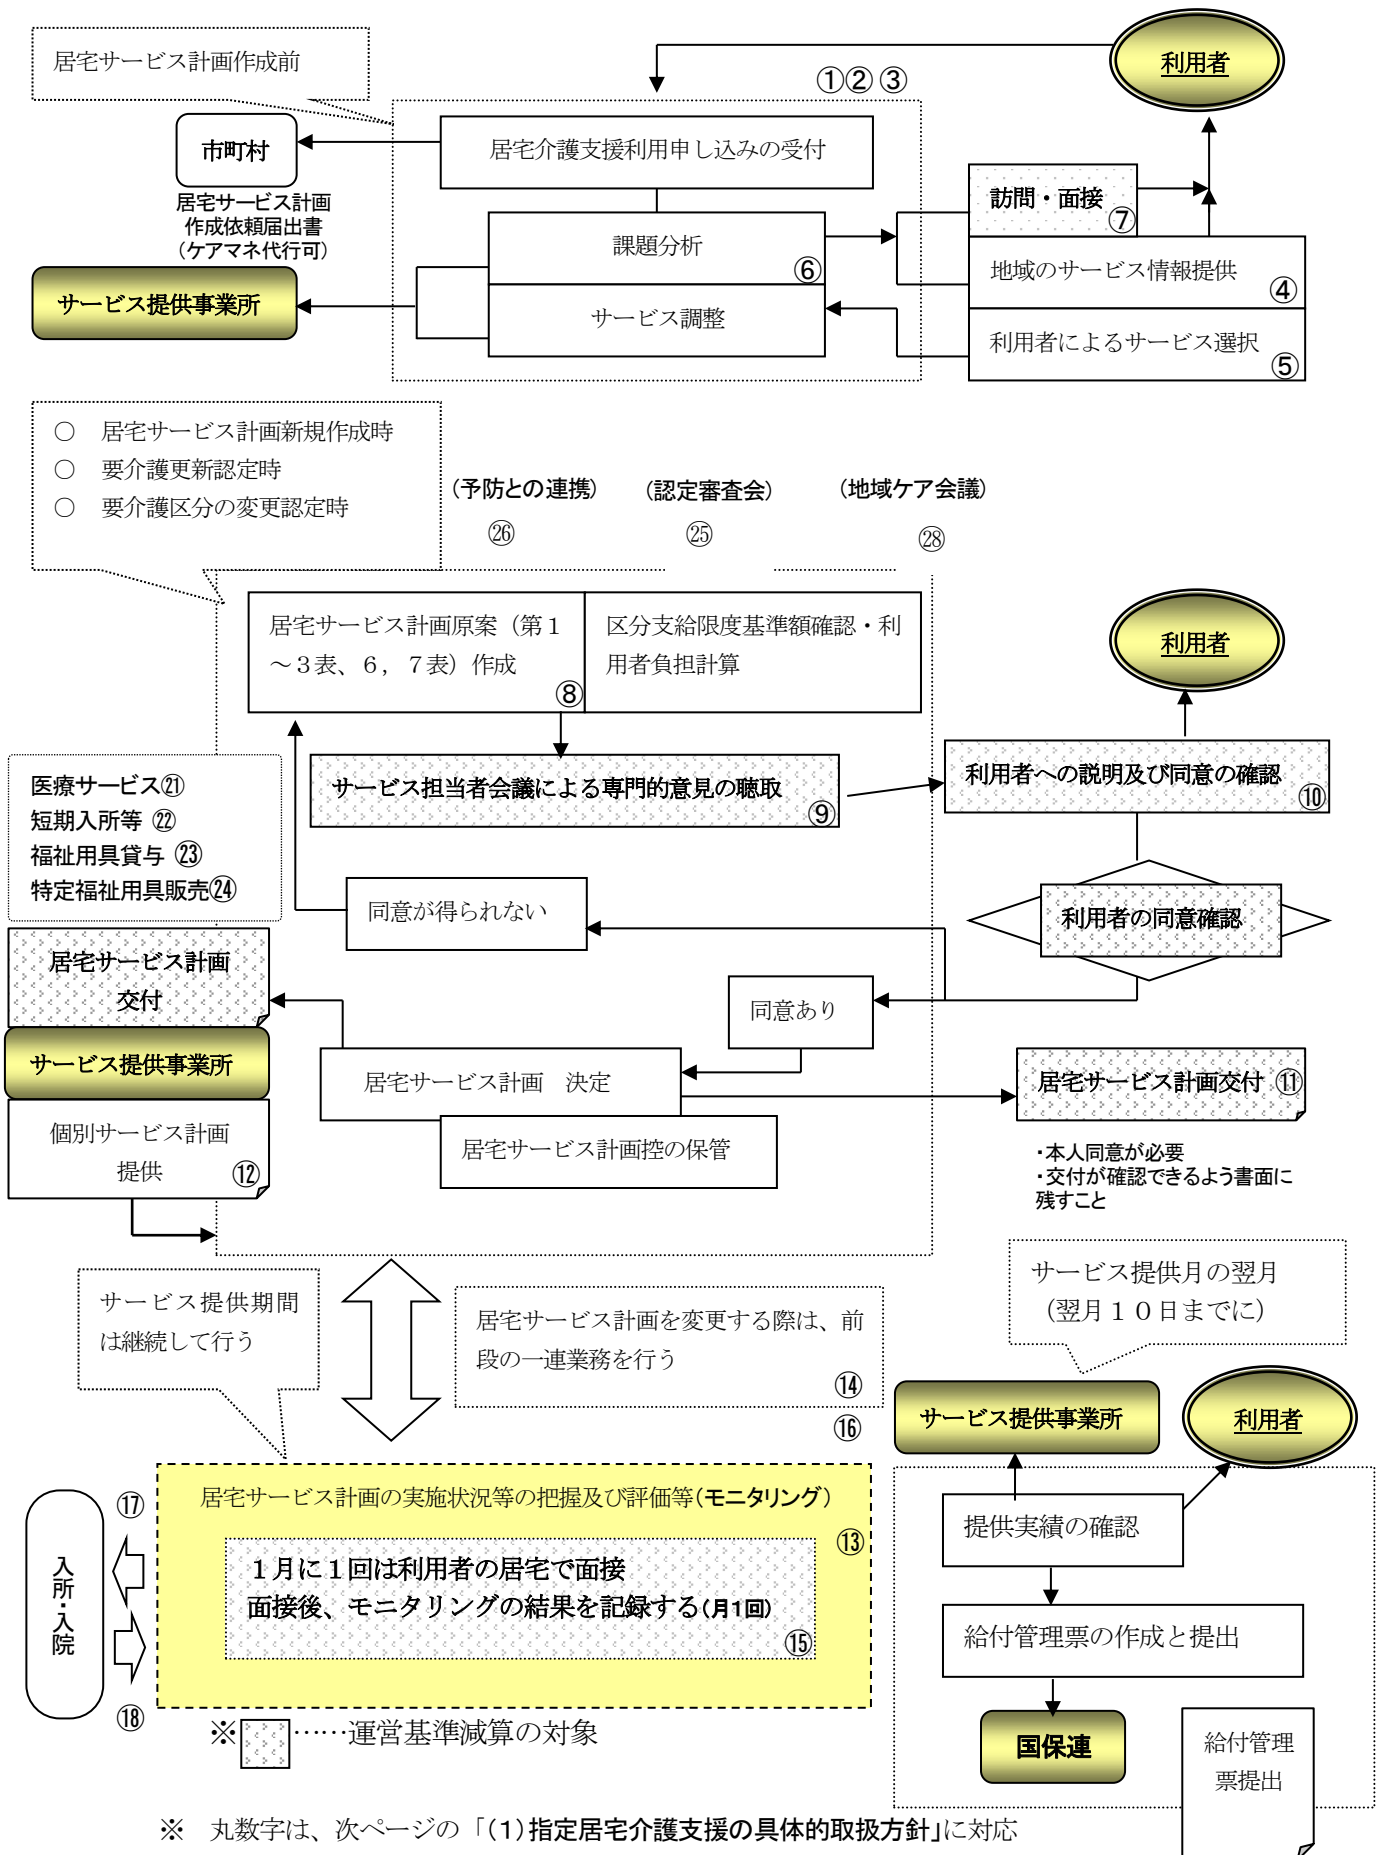 居宅サービス計画作成前
利用者
①② ③
市町村
居宅介護支援利用申し込みの受付
居宅サービス計画
作成依頼届出書
（ケアマネ代行可）
訪問・面接
⑦
課題分析
⑥
地域のサービス情報提供
④
サービス提供事業所
サービス調整
利用者によるサービス選択
⑤
○　居宅サービス計画新規作成時
○　要介護更新認定時
○　要介護区分の変更認定時
（予防との連携）
（認定審査会）
（地域ケア会議）
㉖
㉕
㉘
居宅サービス計画原案（第１
～３表、６，７表）作成
⑧
区分支給限度基準額確認・利
用者負担計算
利用者
医療サービス㉑
短期入所等 ㉒
福祉用具貸与 ㉓
特定福祉用具販売㉔
サービス担当者会議による専門的意見の聴取
⑨
利用者への説明及び同意の確認
⑩
同意が得られない
利用者の同意確認
居宅サービス計画
交付
同意あり
サービス提供事業所
居宅サービス計画　決定
居宅サービス計画交付 ⑪
個別サービス計画
提供
⑫
居宅サービス計画控の保管
・本人同意が必要
・交付が確認できるよう書面に
残すこと
サービス提供期間
は継続して行う
居宅サービス計画を変更する際は、前
段の一連業務を行う
⑭
⑯
サービス提供月の翌月
（翌月１０日までに）
サービス提供事業所
利用者
居宅サービス計画の実施状況等の把握及び評価等(モニタリング)
⑬
１月に１回は利用者の居宅で面接
面接後、モニタリングの結果を記録する(月1回)
⑮
⑰
入所・入院
⑱
提供実績の確認
給付管理票の作成と提出
国保連
給付管理
票提出
※ ……運営基準減算の対象
※　丸数字は、次ページの「(1)指定居宅介護支援の具体的取扱方針」に対応